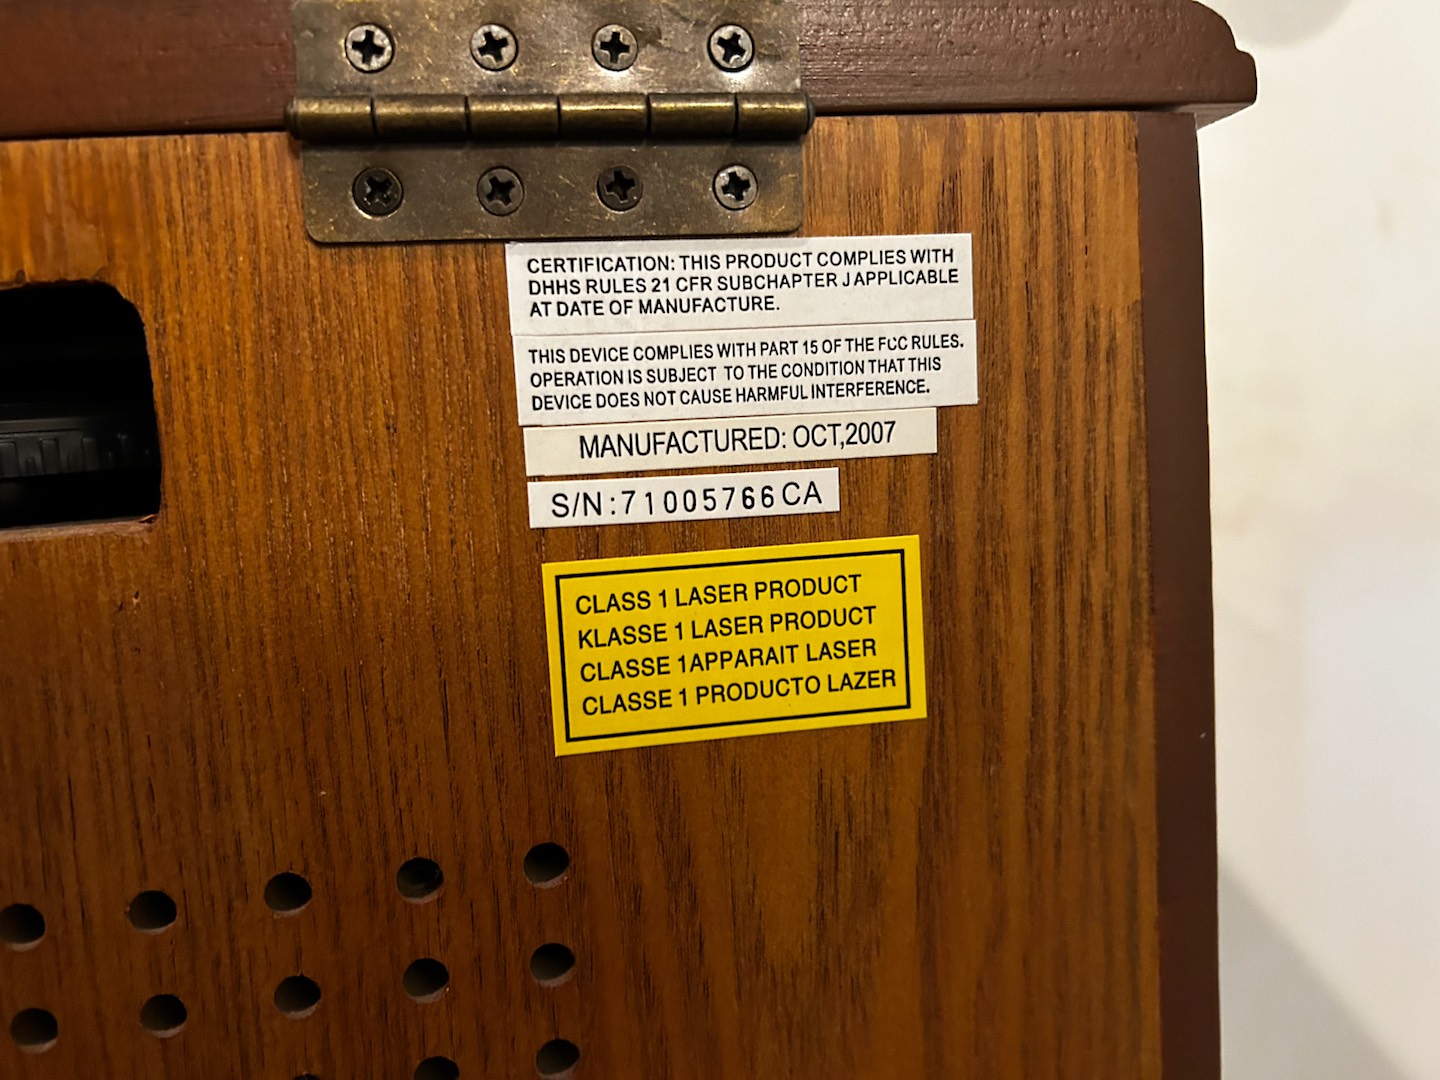 CERTIFICATION: THIS PRODUCT COMPLIES WITH
DHHS RULES 21 CFR SUBCHAPTER J APPLICABLE
AT DATE OF MANUFACTURE.
THIS DEVICE COMPLIES WITH PART 15 OF THE FCC RULES.
OPERATION IS SUBJECT TO THE CONDITION THAT THIS
DEVICE DOES NOT CAUSE HARMFUL INTERFERENCE.
MANUFACTURED: OCT,2007
S/N:71005766CA
CLASS 1 LASER PRODUCT
KLASSE 1 LASER PRODUCT
CLASSE 1APPARAIT LASER
CLASSE 1 PRODUCTO LAZER